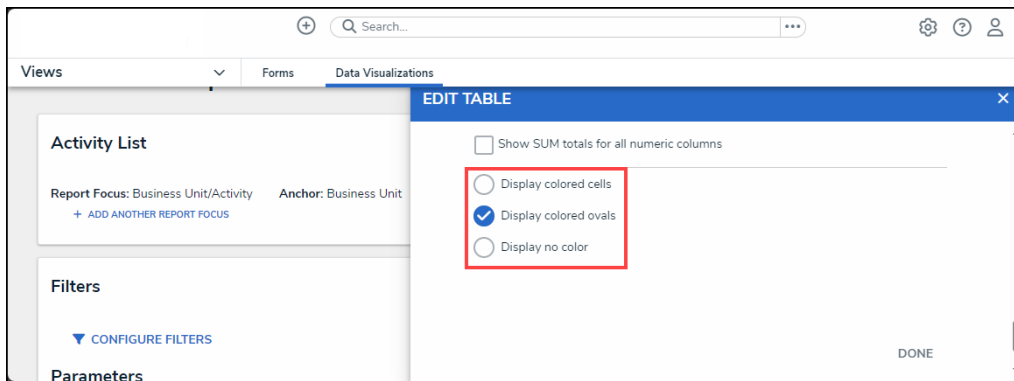 Search...
Views
Forms
Data Visualizations
EDIT TABLE
Activity List
Report Focus: Business Unit/Activity Anchor: Business Unit
+ ADD ANOTHER REPORT FOCUS
Show SUM totals for all numeric columns
Display colored cells
Display colored ovals
Display no color
Filters
CONFIGURE FILTERS
Parameters
DONE